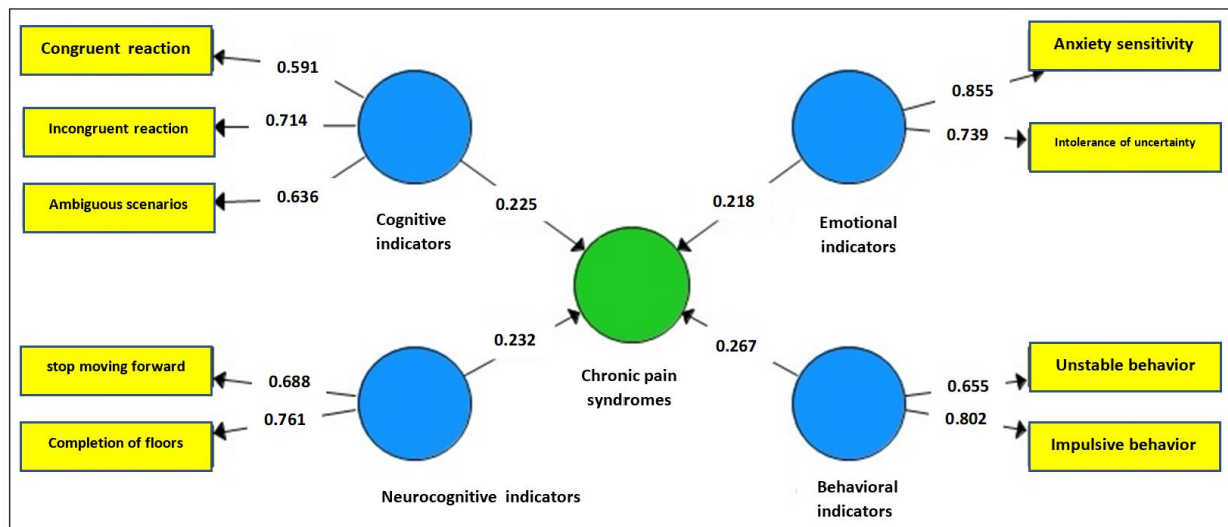 Congruent reaction
0.591
Incongruent reaction
0.714
Ambiguous scenarios
0.636
Cognitive
indicators
0.225
Anxiety sensitivity
0.855
Intolerance of uncertainty
0.739
Emotional
indicators
0.218
stop moving forward
0.688
Completion of floors
0.761
Neurocognitive indicators
0.232
Chronic pain
syndromes
0.267
Unstable behavior
0.655
Impulsive behavior
0.802
Behavioral
indicators